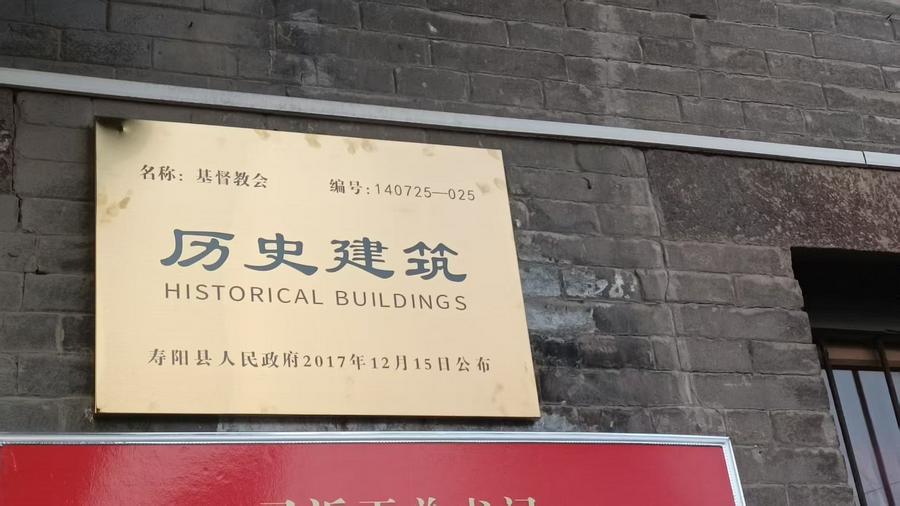 名称：基督教会 编号:140725—025
历史建筑
HISTORICAL BUILDINGS
寿阳县人民政府2017年12月15日公布